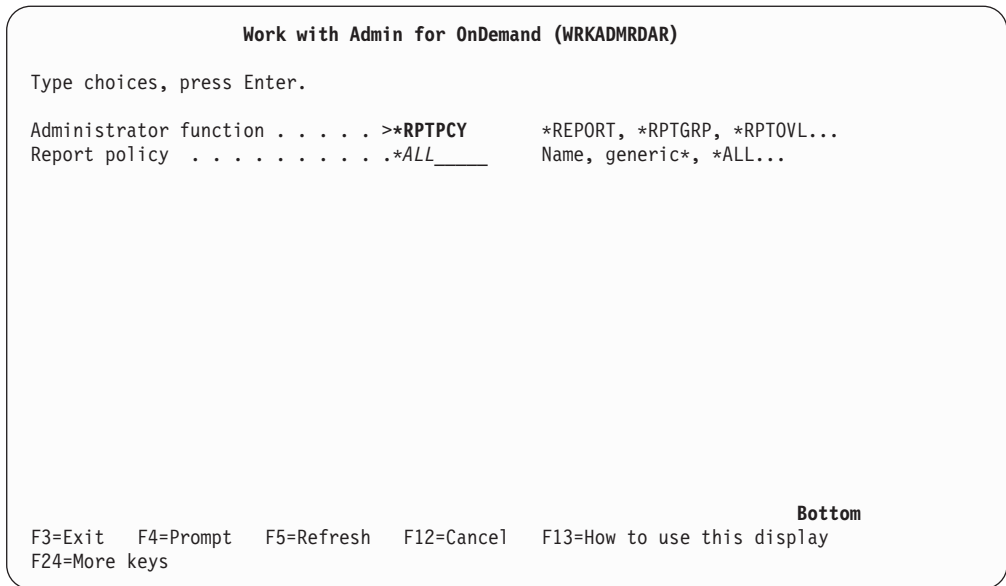 Work with Admin for OnDemand (WRKADMRDAR)
Type choices, press Enter.
Administrator function . . . . . >*RPTPCY *REPORT, *RPTGRP, *RPTOVL...
Report policy . . . . . . . . . .*ALL_____ Name, generic*, *ALL...
Bottom
F3=Exit F4=Prompt F5=Refresh F12=Cancel F13=How to use this display
F24=More keys